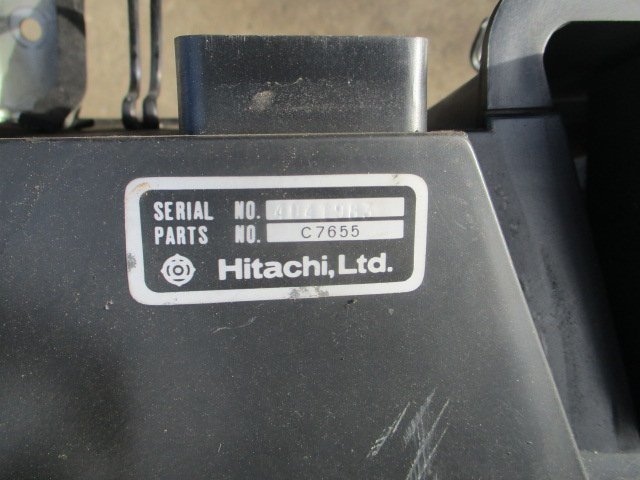 SERIAL NO.
PARTS NO. C7655
Hitachi, Ltd.